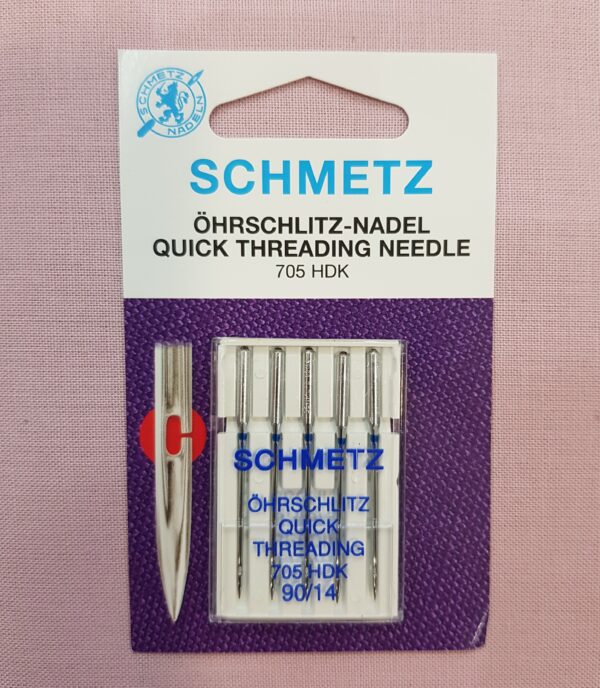 SCHMETZ
NADELN
SCHMETZ
ÖHRSCHLITZ-NADEL
QUICK THREADING NEEDLE
705 HDK
SCHMETZ
ÖHRSCHLITZ
QUICK
THREADING
705 HDK
90/14